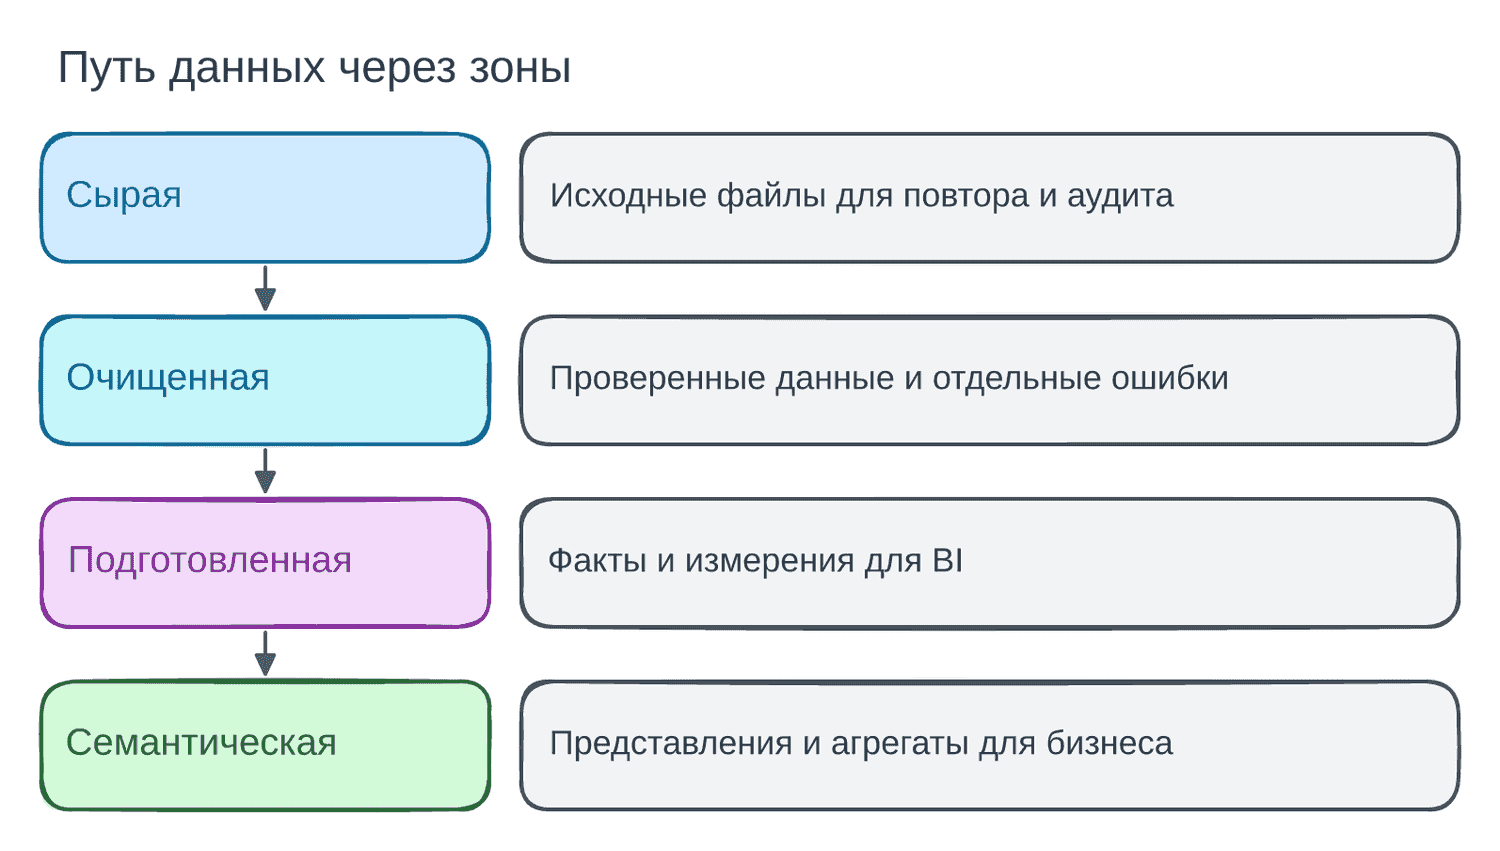 Путь данных через зоны
Сырая
Исходные файлы для повтора и аудита
Очищенная
Проверенные данные и отдельные ошибки
Подготовленная
Факты и измерения для BI
Семантическая
Представления и агрегаты для бизнеса